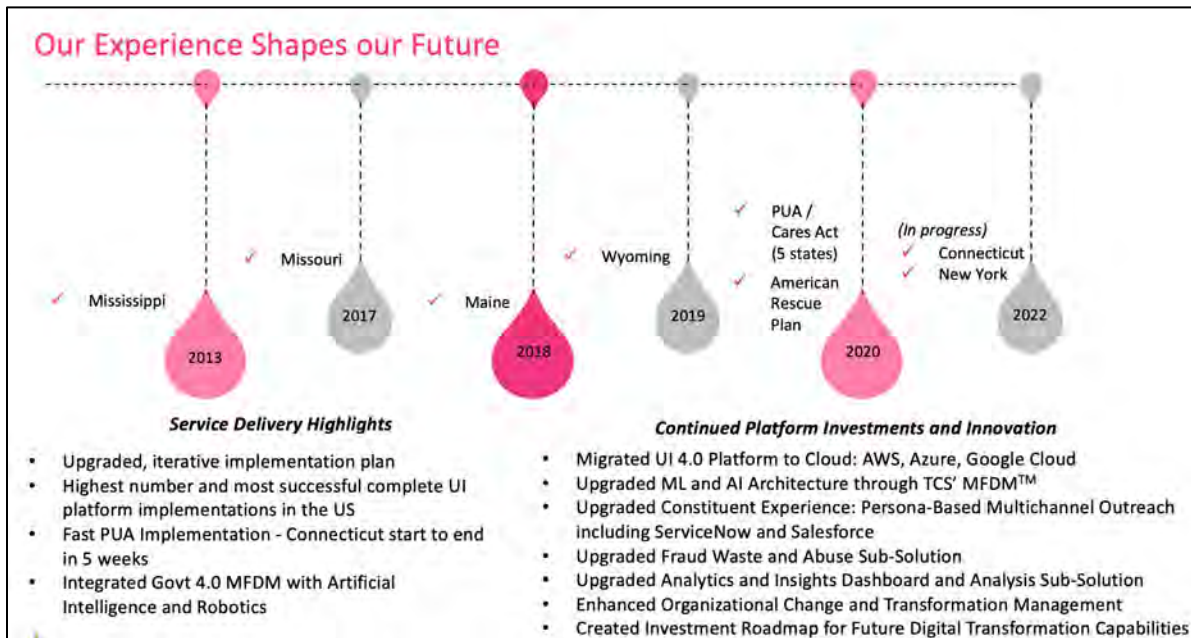 Our Experience Shapes our Future
✓ Mississippi
2013
✓ Missouri
2017
✓ Maine
2018
✓ Wyoming
2019
✓ PUA /
Cares Act
(5 states)
✓ American
Rescue
Plan
2020
(In progress)
✓ Connecticut
✓ New York
2022
Service Delivery Highlights
• Upgraded, iterative implementation plan
• Highest number and most successful complete UI
platform implementations in the US
• Fast PUA Implementation - Connecticut start to end
in 5 weeks
• Integrated Govt 4.0 MFDM with Artificial
Intelligence and Robotics
Continued Platform Investments and Innovation
• Migrated UI 4.0 Platform to Cloud: AWS, Azure, Google Cloud
• Upgraded ML and AI Architecture through TCS' MFDM™
• Upgraded Constituent Experience: Persona-Based Multichannel Outreach
including ServiceNow and Salesforce
• Upgraded Fraud Waste and Abuse Sub-Solution
• Upgraded Analytics and Insights Dashboard and Analysis Sub-Solution
• Enhanced Organizational Change and Transformation Management
• Created Investment Roadmap for Future Digital Transformation Capabilities